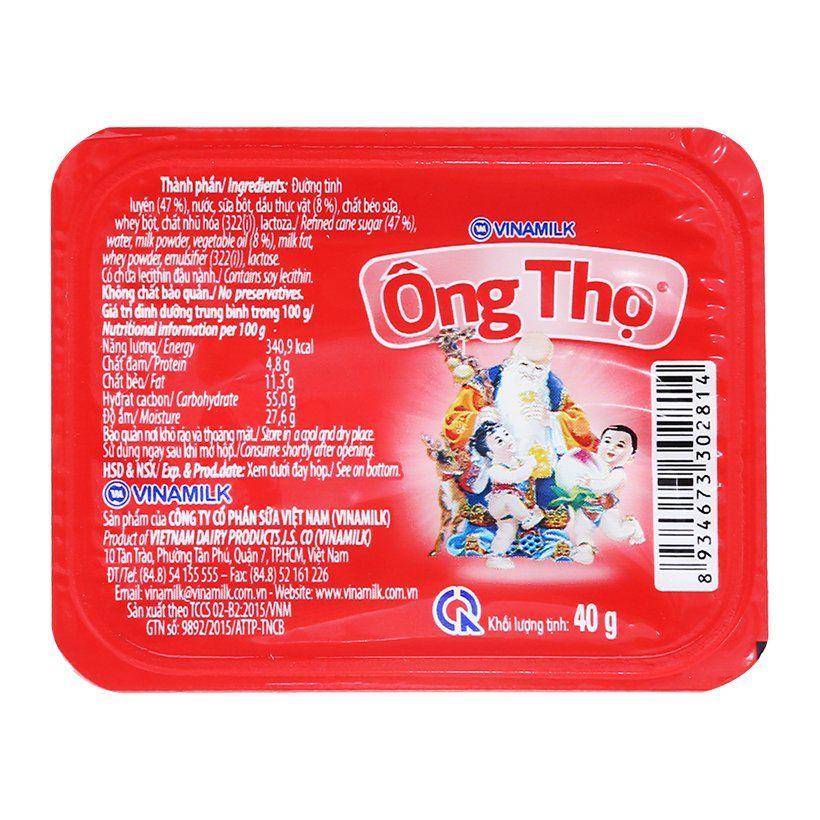 Thành phần/ Ingredients: Đường tinh
luyện (47 %), nước, sữa bột, dầu thực vật (8 %), chất béo sữa,
whey bột, chất nhũ hóa (322(i)), lactoza./ Refined cane sugar (47 %),
water, milk powder, vegetable oil (8 %), milk fat,
whey powder, emulsifier (322(i)), lactose.
Có chứa lecithin đậu nành./ Contains soy lecithin.
Không chất bảo quản./ No preservatives.
Giá trị dinh dưỡng trung bình trong 100 g/
Nutritional information per 100 g
Năng lượng/ Energy 340,9 kcal
Chất đạm/ Protein 4,8 g
Chất béo/ Fat 11,3 g
Hydrat cacbon/ Carbohydrate 55,0 g
Độ ẩm/ Moisture 27,6 g
Bảo quản nơi khô ráo và thoáng mát./ Store in a cool and dry place.
Sử dụng ngay sau khi mở hộp./ Consume shortly after opening.
HSD & NSX/ Exp. & Prod.date: Xem dưới đáy hộp./ See on bottom.
VINAMILK
Sản phẩm của CÔNG TY CỔ PHẦN SỮA VIỆT NAM (VINAMILK)
Product of VIETNAM DAIRY PRODUCTS J.S. CO (VINAMILK)
10 Tân Trào, Phường Tân Phú, Quận 7, TP.HCM, Việt Nam
ĐT/Tel: (84.8) 54 155 555 – Fax: (84.8) 52 161 226
Email: vinamilk@vinamilk.com.vn - Website: www.vinamilk.com.vn
Sản xuất theo TCCS 02-B2:2015/VNM
GTN số: 9892/2015/ATTP-TNCB
VINAMILK
Ông Thọ
Khối lượng tịnh: 40 g
8 934673 302814